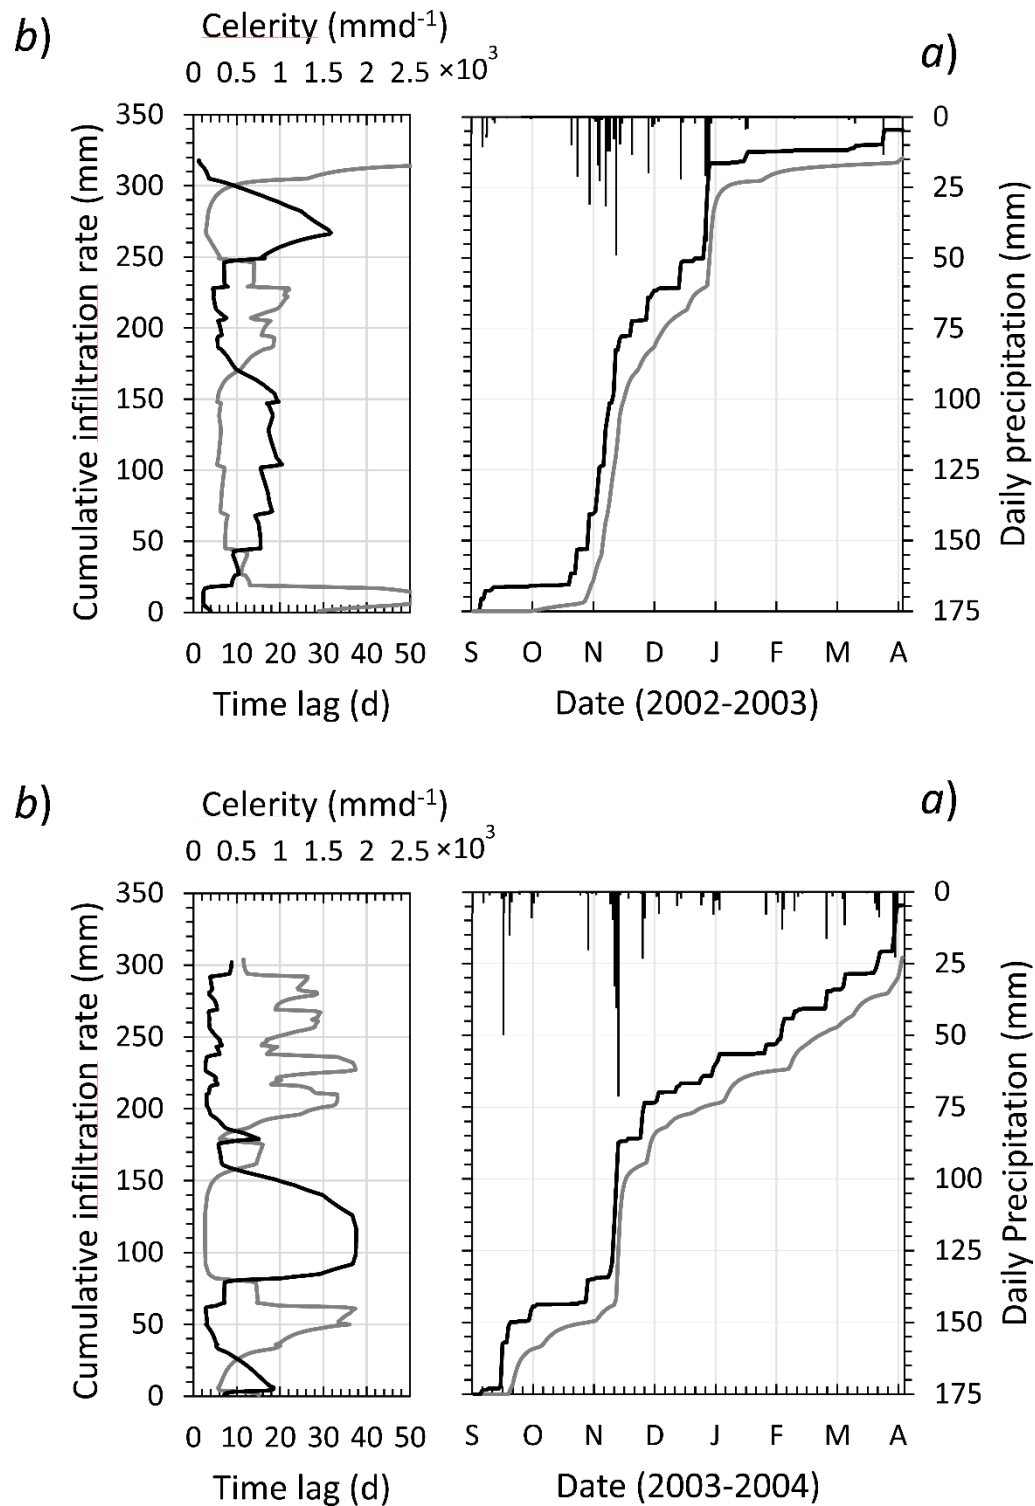 b)
Celerity (mmd⁻¹)
0 0.5 1 1.5 2 2.5 ×10³
Cumulative infiltration rate (mm)
350
300
250
200
150
100
50
0
0 10 20 30 40 50
Time lag (d)
a)
0
25
50
75
100
125
150
175
Daily precipitation (mm)
S O N D J F M A
Date (2002-2003)
b)
Celerity (mmd⁻¹)
0 0.5 1 1.5 2 2.5 ×10³
Cumulative infiltration rate (mm)
350
300
250
200
150
100
50
0
0 10 20 30 40 50
Time lag (d)
a)
0
25
50
75
100
125
150
175
Daily Precipitation (mm)
S O N D J F M A
Date (2003-2004)